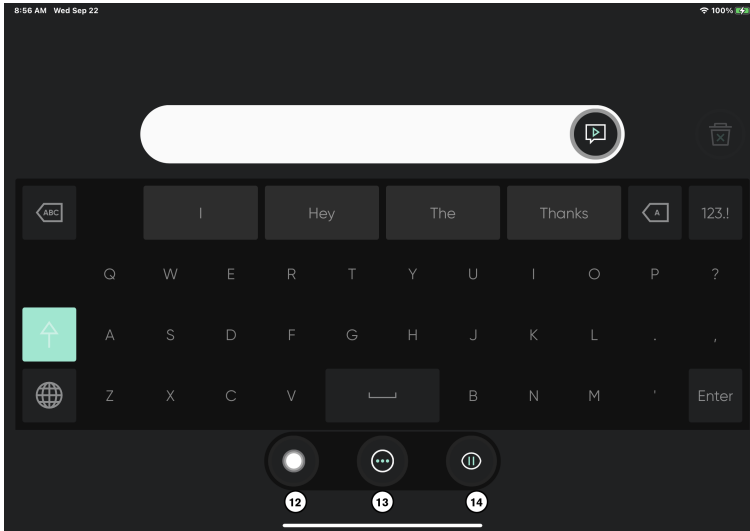 8:56 AM Wed Sep 22 100%
ABC I Hey The Thanks A 123.!
Q W E R T Y U I O P ?
A S D F G H J K L . ,
Z X C V B N M ' Enter
12 13 14